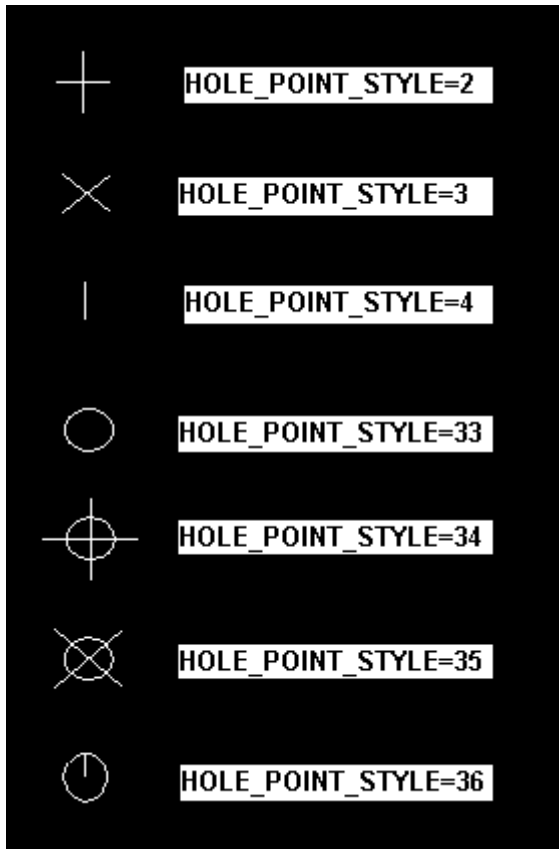 HOLE_POINT_STYLE=2
HOLE_POINT_STYLE=3
HOLE_POINT_STYLE=4
HOLE_POINT_STYLE=33
HOLE_POINT_STYLE=34
HOLE_POINT_STYLE=35
HOLE_POINT_STYLE=36